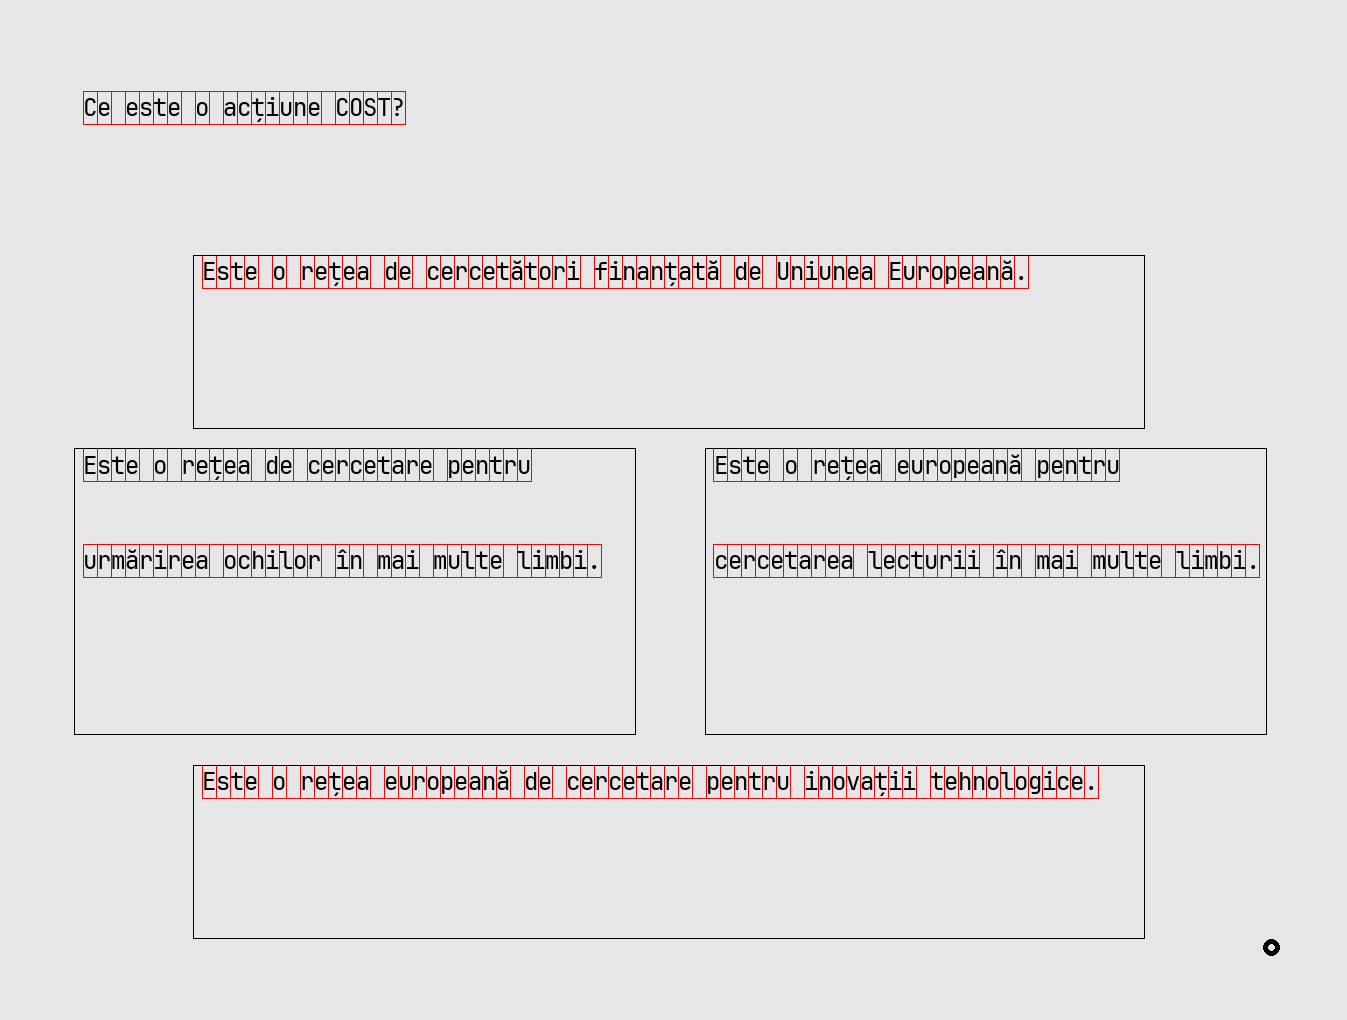 Ce este o acțiune COST?
Este o rețea de cercetători finanțată de Uniunea Europeană.
Este o rețea de cercetare pentru
urmărirea ochilor în mai multe limbi.
Este o rețea europeană pentru
cercetarea lecturii în mai multe limbi.
Este o rețea europeană de cercetare pentru inovații tehnologice.